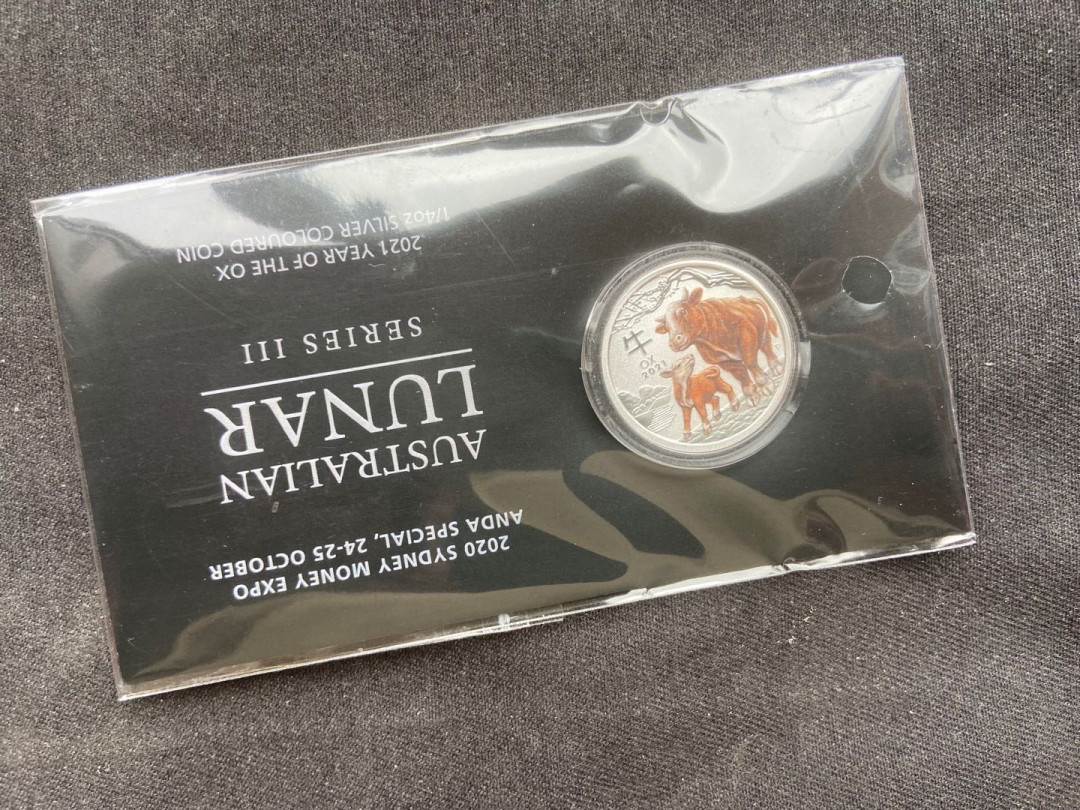 2020 SYDNEY MONEY EXPO
ANDA SPECIAL, 24-25 OCTOBER
AUSTRALIAN
LUNAR
SERIES III
2021 YEAR OF THE OX
1/4oz SILVER COLOURED COIN
牛
OX
2021